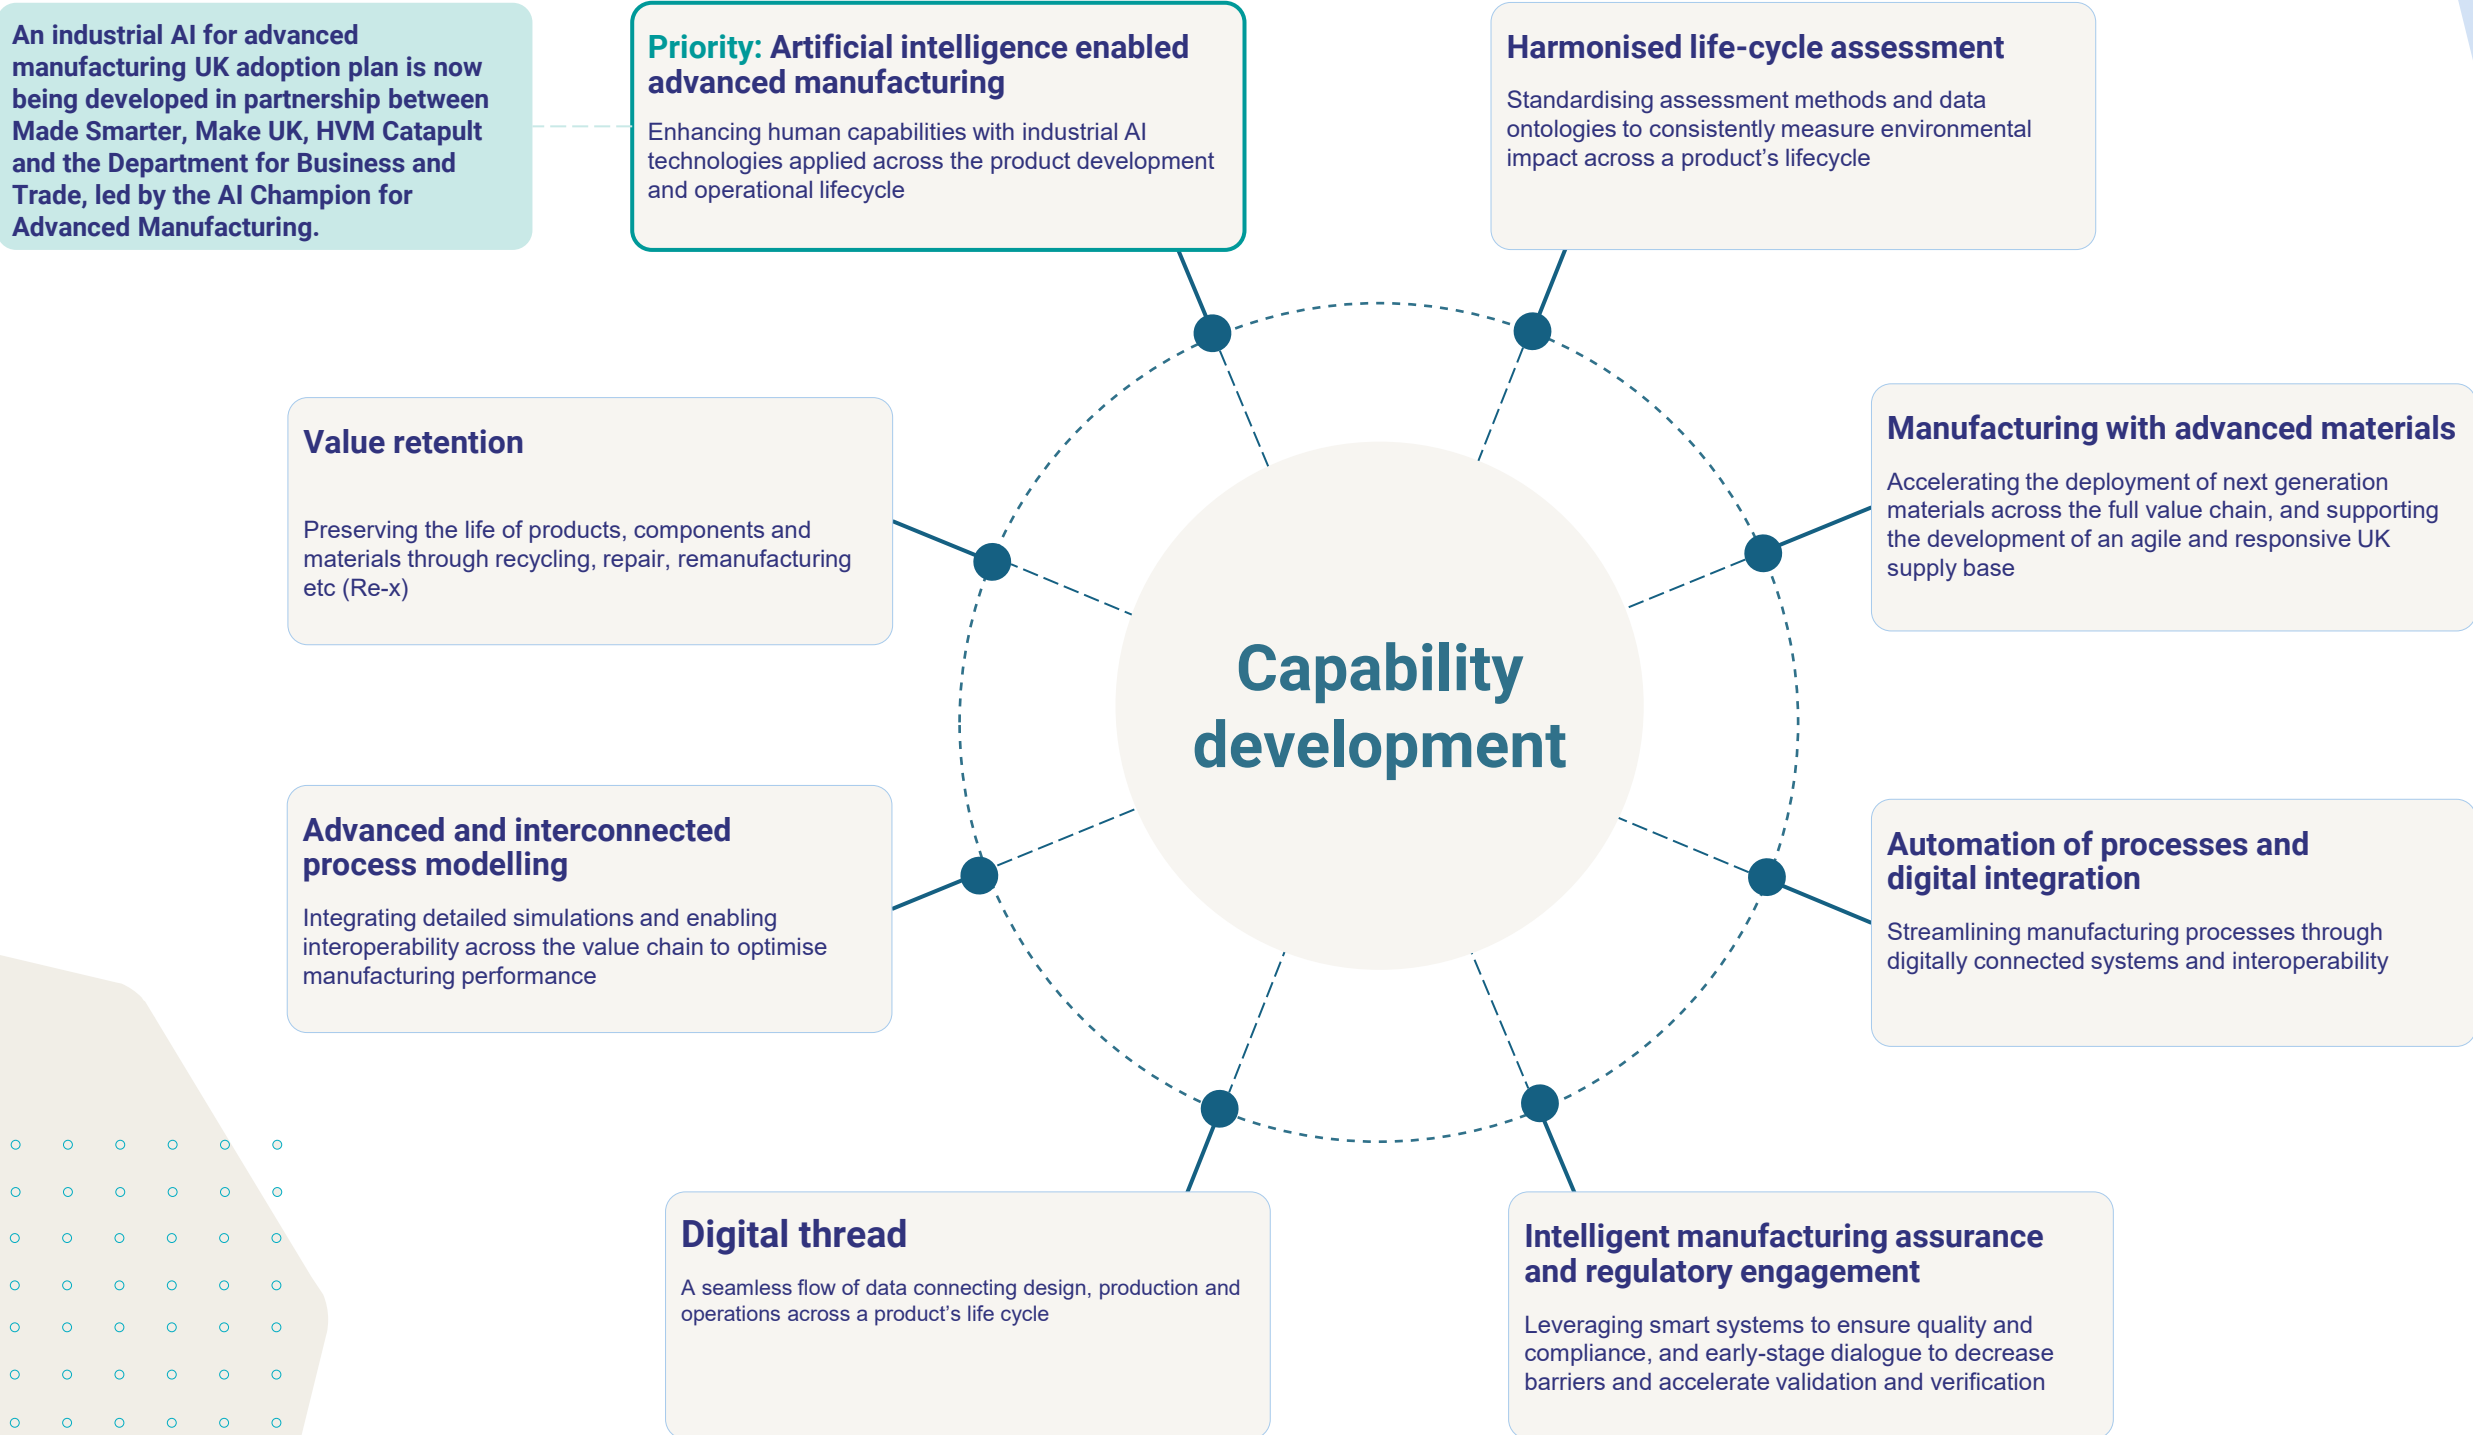 An industrial AI for advanced
manufacturing UK adoption plan is now
being developed in partnership between
Made Smarter, Make UK, HVM Catapult
and the Department for Business and
Trade, led by the AI Champion for
Advanced Manufacturing.
Priority: Artificial intelligence enabled
advanced manufacturing
Enhancing human capabilities with industrial AI
technologies applied across the product development
and operational lifecycle
Harmonised life-cycle assessment
Standardising assessment methods and data
ontologies to consistently measure environmental
impact across a product’s lifecycle
Value retention
Preserving the life of products, components and
materials through recycling, repair, remanufacturing
etc (Re-x)
Manufacturing with advanced materials
Accelerating the deployment of next generation
materials across the full value chain, and supporting
the development of an agile and responsive UK
supply base
Capability
development
Advanced and interconnected
process modelling
Integrating detailed simulations and enabling
interoperability across the value chain to optimise
manufacturing performance
Automation of processes and
digital integration
Streamlining manufacturing processes through
digitally connected systems and interoperability
Digital thread
A seamless flow of data connecting design, production and
operations across a product’s life cycle
Intelligent manufacturing assurance
and regulatory engagement
Leveraging smart systems to ensure quality and
compliance, and early-stage dialogue to decrease
barriers and accelerate validation and verification